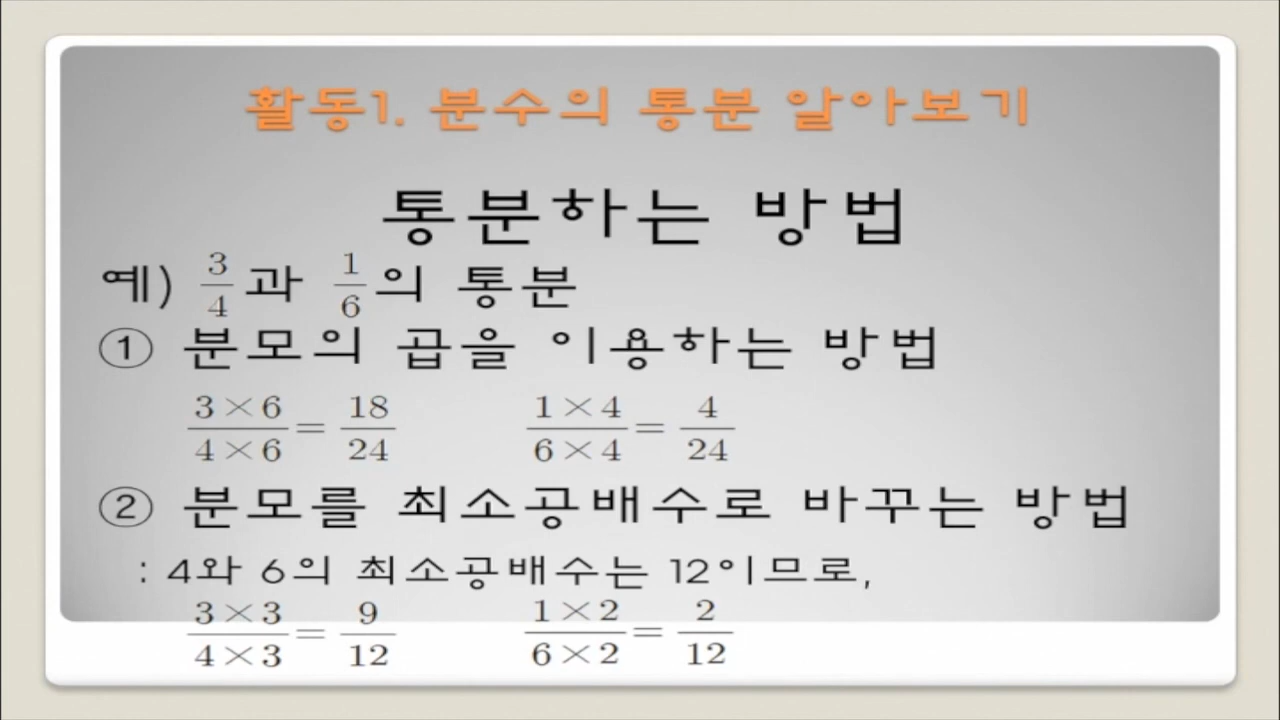 활동1. 분수의 통분 알아보기
통분하는 방법
예) 3/4과 1/6의 통분
① 분모의 곱을 이용하는 방법
3×6/4×6 = 18/24 1×4/6×4 = 4/24
② 분모를 최소공배수로 바꾸는 방법
: 4와 6의 최소공배수는 12이므로,
3×3/4×3 = 9/12 1×2/6×2 = 2/12